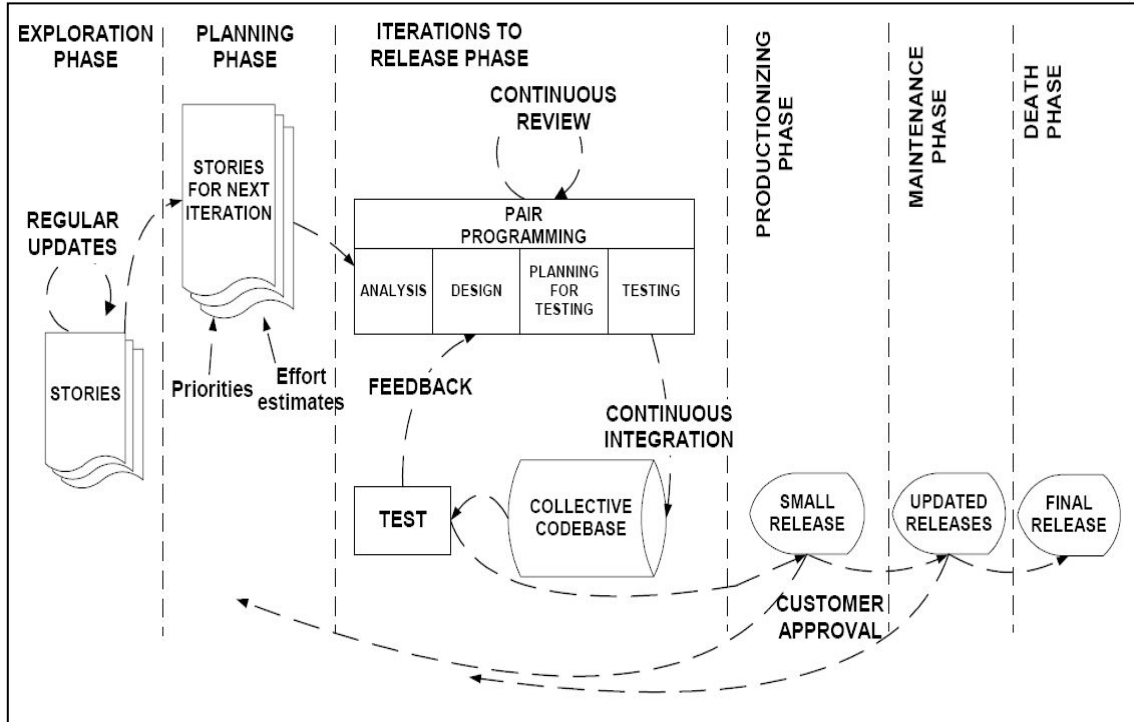 EXPLORATION
PHASE
PLANNING
PHASE
ITERATIONS TO
RELEASE PHASE
PRODUCTIONIZING
PHASE
MAINTENANCE
PHASE
DEATH
PHASE
REGULAR
UPDATES
STORIES
STORIES
FOR NEXT
ITERATION
Priorities
Effort
estimates
CONTINUOUS
REVIEW
PAIR
PROGRAMMING
ANALYSIS
DESIGN
PLANNING
FOR
TESTING
TESTING
FEEDBACK
CONTINUOUS
INTEGRATION
TEST
COLLECTIVE
CODEBASE
SMALL
RELEASE
UPDATED
RELEASES
FINAL
RELEASE
CUSTOMER
APPROVAL